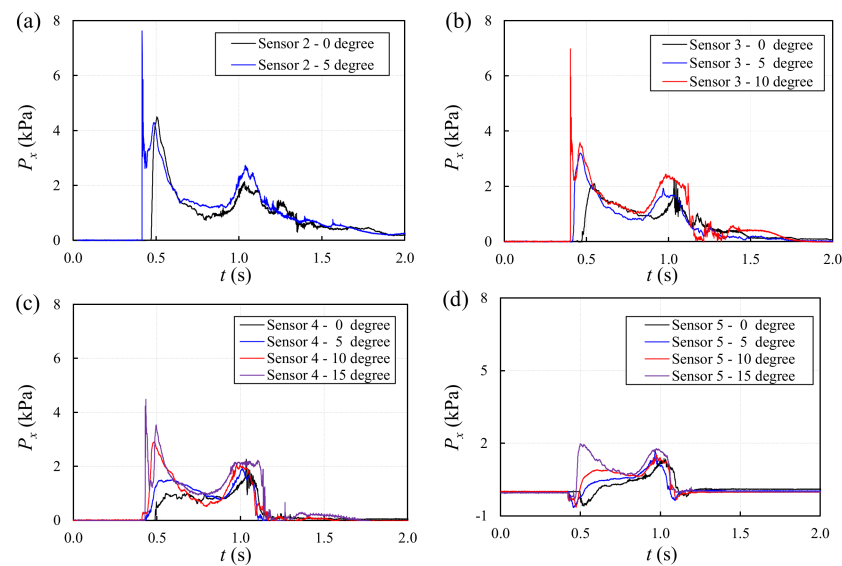 (a)
8
6
4
2
0
P_x (kPa)
Sensor 2 - 0 degree
Sensor 2 - 5 degree
0.0 0.5 1.0 1.5 2.0
t (s)
(b)
8
6
4
2
0
P_x (kPa)
Sensor 3 - 0 degree
Sensor 3 - 5 degree
Sensor 3 - 10 degree
0.0 0.5 1.0 1.5 2.0
t (s)
(c)
8
6
4
2
0
P_x (kPa)
Sensor 4 - 0 degree
Sensor 4 - 5 degree
Sensor 4 - 10 degree
Sensor 4 - 15 degree
0.0 0.5 1.0 1.5 2.0
t (s)
(d)
8
5
2
-1
P_x (kPa)
Sensor 5 - 0 degree
Sensor 5 - 5 degree
Sensor 5 - 10 degree
Sensor 5 - 15 degree
0.0 0.5 1.0 1.5 2.0
t (s)